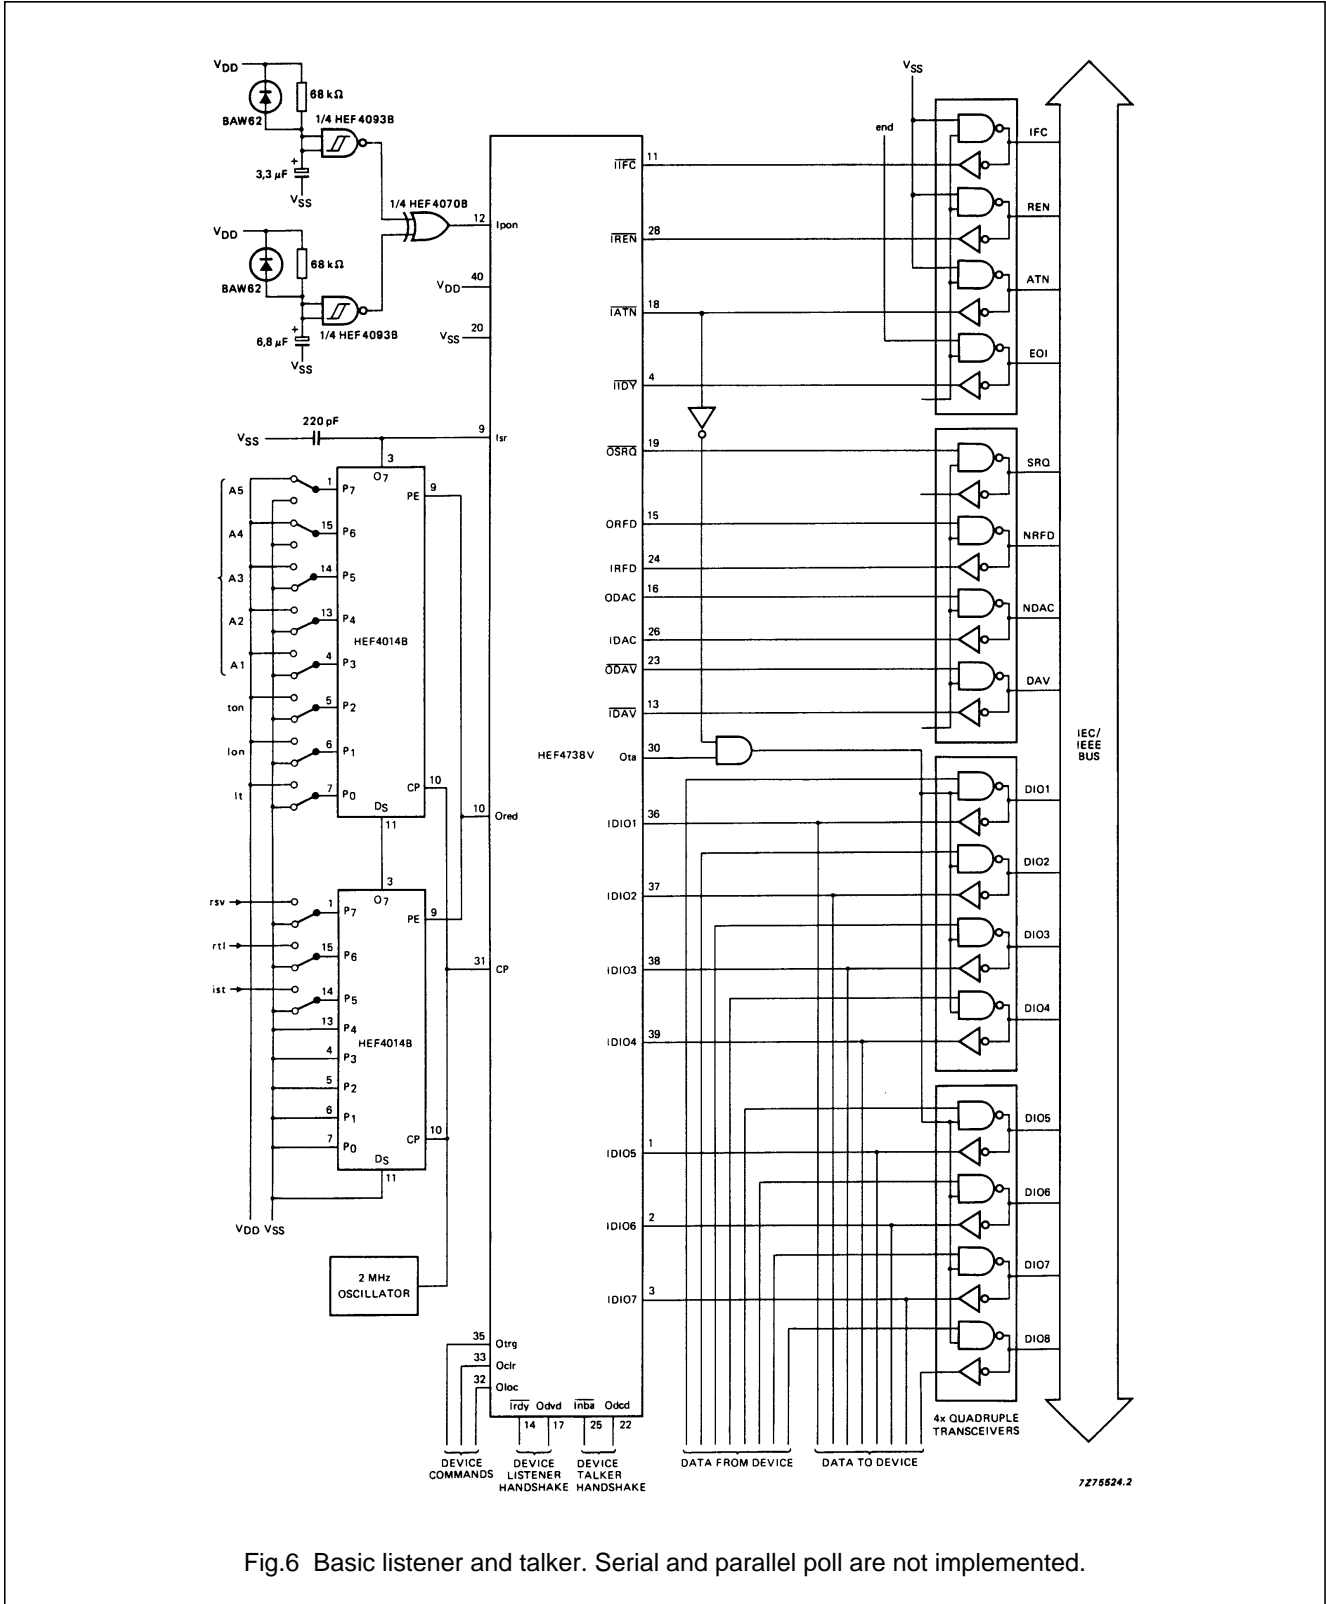 VDD
68 kΩ
BAW62
1/4 HEF4093B
3,3 µF
+
VSS
1/4 HEF4070B
12
Ipon
VDD
68 kΩ
BAW62
1/4 HEF4093B
6,8 µF
+
VSS
VDD
40
VSS
20
220 pF
VSS
9
Isr
3
O7
A5
1
P7
PE
9
A4
15
P6
A3
14
P5
A2
13
P4
HEF4014B
A1
4
P3
ton
5
P2
lon
6
P1
CP
10
lt
7
P0
DS
11
10
Ored
3
O7
rsv
1
P7
PE
9
rtl
15
P6
31
CP
ist
14
P5
13
P4
HEF4014B
4
P3
5
P2
6
P1
CP
10
7
P0
DS
11
VDD VSS
2 MHz
OSCILLATOR
35
Otrg
33
Oclr
32
Oloc
Irdy Odvd
Inba Odcd
14
17
25
22
DEVICE
COMMANDS
DEVICE
LISTENER
HANDSHAKE
DEVICE
TALKER
HANDSHAKE
DATA FROM DEVICE
DATA TO DEVICE
HEF4738V
IIFC
11
IREN
28
IATN
18
IIDY
4
OSRQ
19
ORFD
15
IRFD
24
ODAC
16
IDAC
26
ODAV
23
IDAV
13
Ota
30
IDIO1
36
IDIO2
37
IDIO3
38
IDIO4
39
IDIO5
1
IDIO6
2
IDIO7
3
VSS
end
IFC
REN
ATN
EOI
SRQ
NRFD
NDAC
DAV
DIO1
DIO2
DIO3
DIO4
DIO5
DIO6
DIO7
DIO8
IEC/
IEEE
BUS
4x QUADRUPLE
TRANSCEIVERS
7Z75524.2
Fig.6 Basic listener and talker. Serial and parallel poll are not implemented.